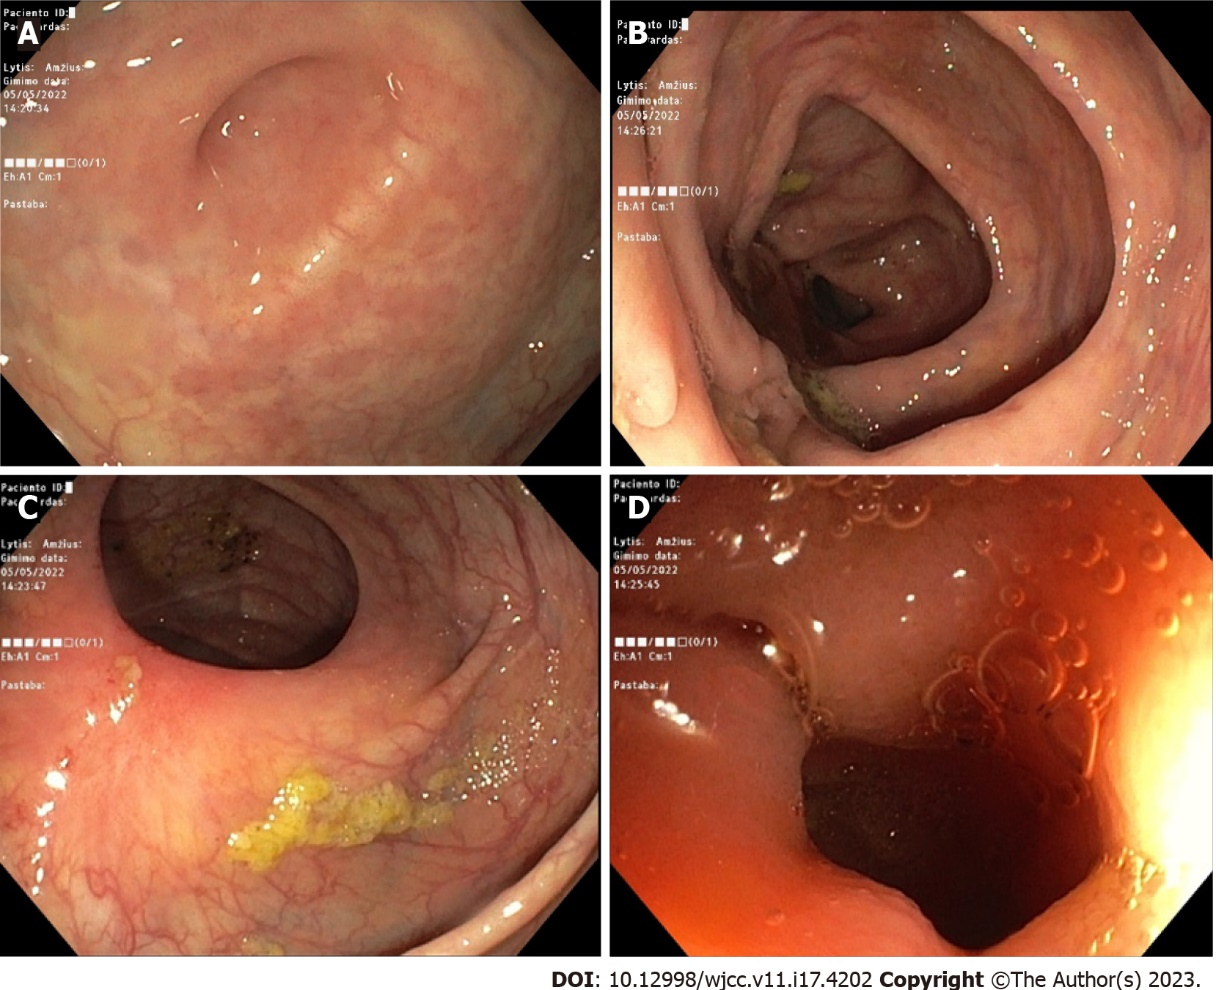 Paciento ID:
A
Lytis: Amžius:
Gimimo data:
05/05/2022
14:20:34
(0/1)
Eh:A1 Cm:1
Pastaba:
Paciento ID:
B
Lytis: Amžius:
Gimimo data:
05/05/2022
14:26:21
(0/1)
Eh:A1 Cm:1
Pastaba:
Paciento ID:
C
Lytis: Amžius:
Gimimo data:
05/05/2022
14:23:47
(0/1)
Eh:A1 Cm:1
Pastaba:
Paciento ID:
D
Lytis: Amžius:
Gimimo data:
05/05/2022
14:25:45
(0/1)
Eh:A1 Cm:1
Pastaba:
DOI: 10.12998/wjcc.v11.i17.4202 Copyright ©The Author(s) 2023.